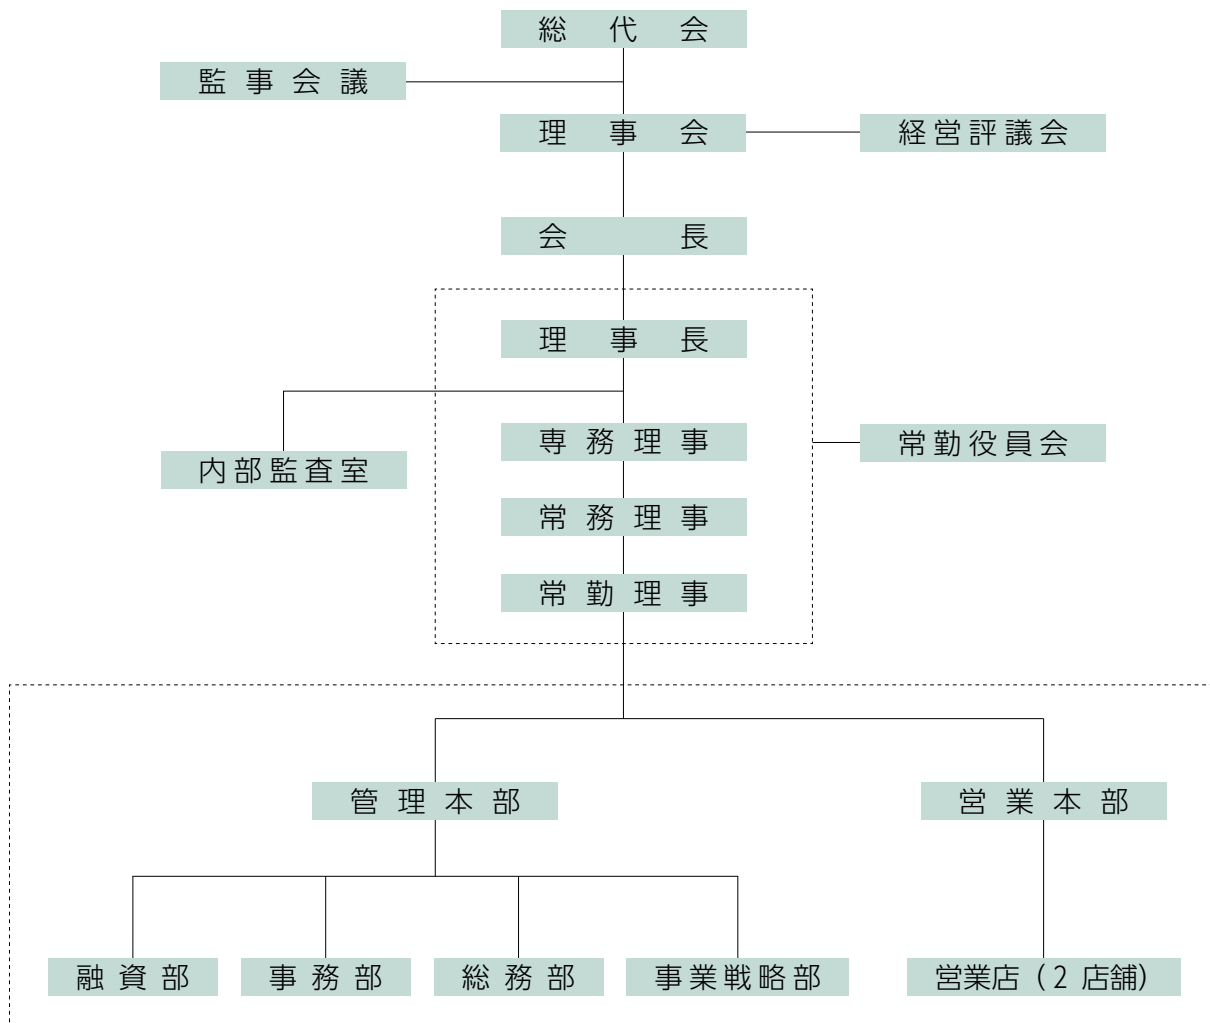 総代会
監事会議
理事会
経営評議会
会長
理事長
専務理事
常勤役員会
内部監査室
常務理事
常勤理事
管理本部
営業本部
融資部
事務部
総務部
事業戦略部
営業店（2 店舗）